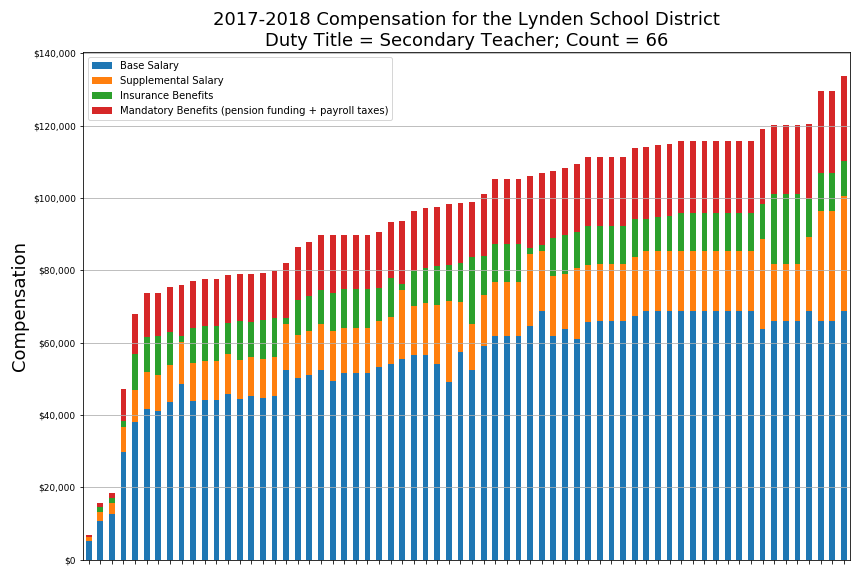 2017-2018 Compensation for the Lynden School District
Duty Title = Secondary Teacher; Count = 66
$140,000
Base Salary
Supplemental Salary
Insurance Benefits
Mandatory Benefits (pension funding + payroll taxes)
$120,000
$100,000
$80,000
$60,000
$40,000
$20,000
$0
Compensation